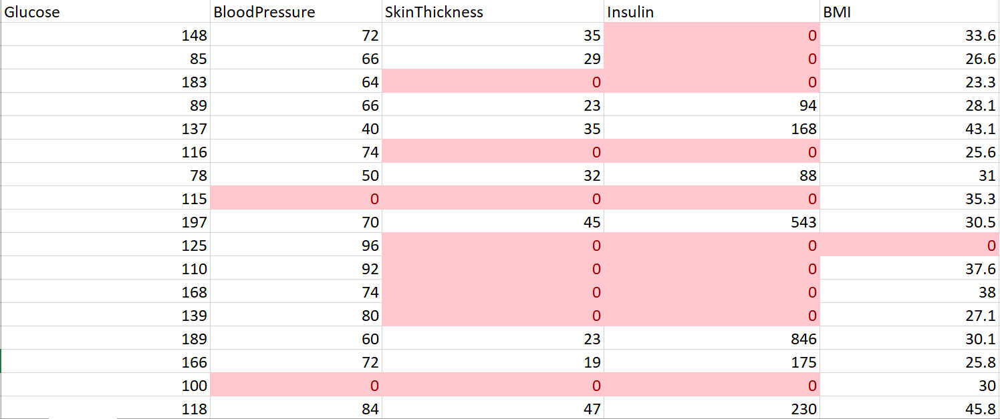 Glucose BloodPressure SkinThickness Insulin BMI
148 72 35 0 33.6
85 66 29 0 26.6
183 64 0 0 23.3
89 66 23 94 28.1
137 40 35 168 43.1
116 74 0 0 25.6
78 50 32 88 31
115 0 0 0 35.3
197 70 45 543 30.5
125 96 0 0 0
110 92 0 0 37.6
168 74 0 0 38
139 80 0 0 27.1
189 60 23 846 30.1
166 72 19 175 25.8
100 0 0 0 30
118 84 47 230 45.8